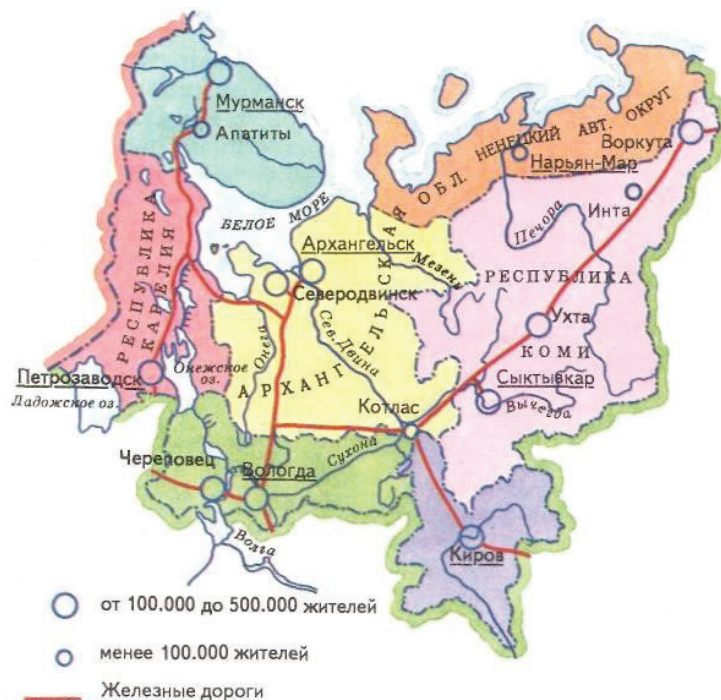 Мурманск
Апатиты
ОБЛ. НЕНЕЦКИЙ АВТ. ОКРУГ
Воркута
Нарьян-Мар
Инта
БЕЛОЕ МОРЕ
Печора
Архангельск
Мезень
РЕСПУБЛИКА
КАРЕЛИЯ
Северодвинск
РЕСПУБЛИКА
КОМИ
Онега
Сев. Двина
Ухта
АРХАНГЕЛЬСКАЯ
Онежское
оз.
Петрозаводск
Ладожское оз.
Сыктывкар
Вычегда
Котлас
Череповец
Вологда
Сухона
Волга
Киров
от 100.000 до 500.000 жителей
менее 100.000 жителей
Железные дороги